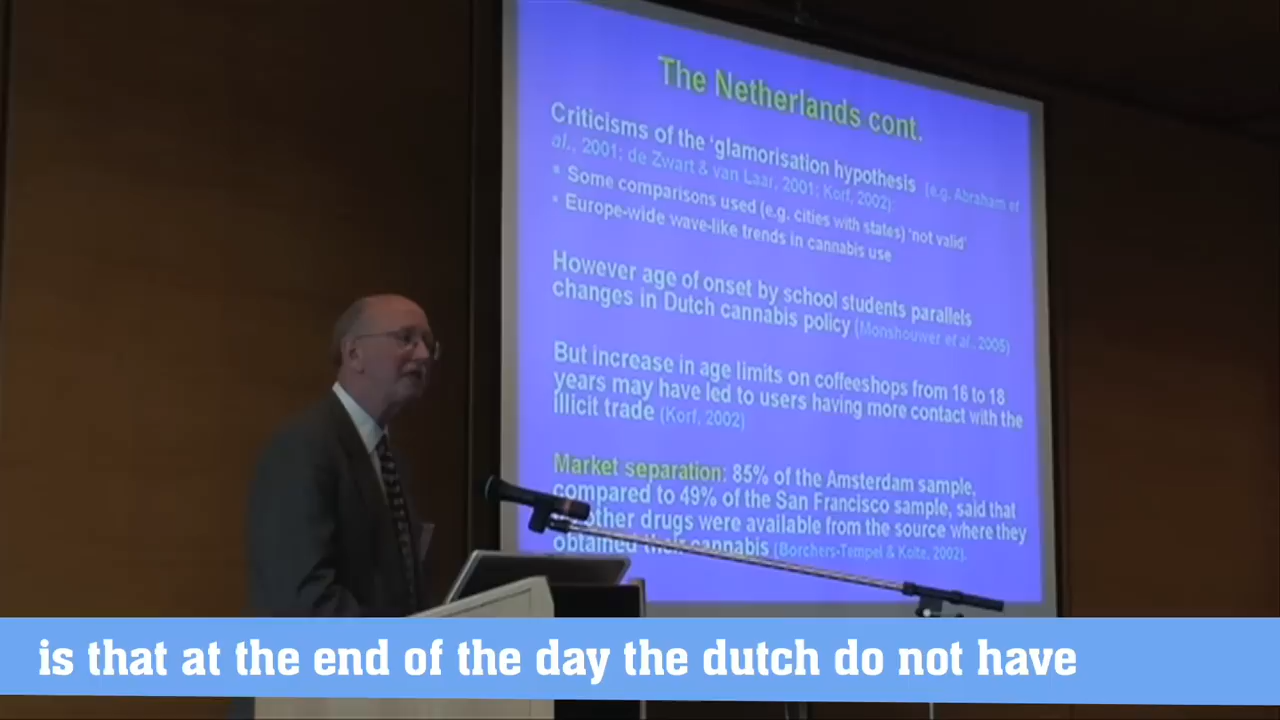 The Netherlands cont.
Criticisms of the 'glamorisation hypothesis (e.g. Abraham et
al., 2001; de Zwart & van Laar, 2001; Korf, 2002):
* Some comparisons used (e.g. cities with states) 'not valid'
* Europe-wide wave-like trends in cannabis use
However age of onset by school students parallels
changes in Dutch cannabis policy (Monshouwer et al., 2005)
But increase in age limits on coffeeshops from 16 to 18
years may have led to users having more contact with the
illicit trade (Korf, 2002)
Market separation: 85% of the Amsterdam sample,
compared to 49% of the San Francisco sample, said that
other drugs were available from the source where they
obtained their cannabis (Borchers-Tempel & Kolte, 2002).
is that at the end of the day the dutch do not have